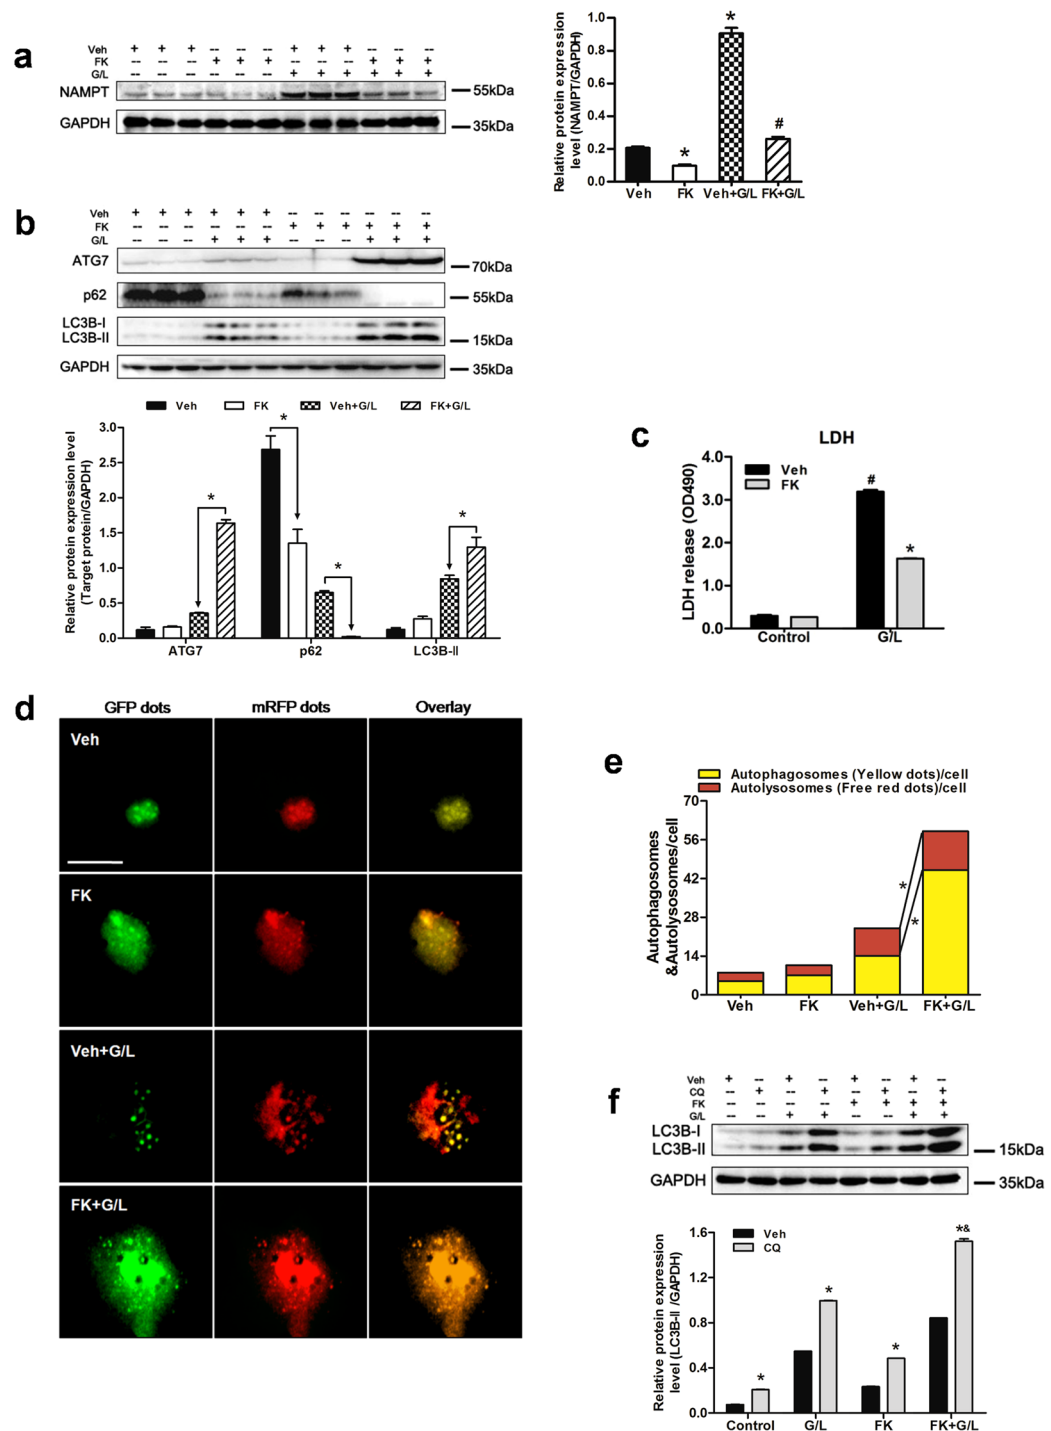 a
Veh + + + -- -- -- + + + -- -- --
FK -- -- -- + + + -- -- -- + + +
G/L -- -- -- -- -- -- + + + + + +
NAMPT
55kDa
GAPDH
35kDa
Relative protein expression
level (NAMPT/GAPDH)
1.0
0.8
0.6
0.4
0.2
0.0
* * #
Veh FK Veh+G/L FK+G/L
b
Veh + + + + + + -- -- -- -- -- --
FK -- -- -- -- -- -- + + + + + +
G/L -- -- -- + + + -- -- -- + + +
ATG7
70kDa
p62
55kDa
LC3B-I
LC3B-II
15kDa
GAPDH
35kDa
Veh FK Veh+G/L FK+G/L
Relative protein expression level
(Target protein/GAPDH)
3.0
2.5
2.0
1.5
1.0
0.5
0.0
* * * *
ATG7 p62 LC3B-II
c
LDH
Veh
FK
LDH release (OD490)
4.0
3.0
2.0
1.0
0.0
# *
Control G/L
d
GFP dots mRFP dots Overlay
Veh
FK
Veh+G/L
FK+G/L
e
Autophagosomes (Yellow dots)/cell
Autolysosomes (Free red dots)/cell
Autophagosomes
&Autolysosomes/cell
70
56
42
28
14
0
* *
Veh FK Veh+G/L FK+G/L
f
Veh + -- + -- + -- + --
CQ -- + -- + -- + -- +
FK -- -- -- -- + + + +
G/L -- -- + + -- -- + +
LC3B-I
LC3B-II
15kDa
GAPDH
35kDa
Veh
CQ
Relative protein expression
level (LC3B-II /GAPDH)
1.6
1.2
0.8
0.4
0.0
* * * *&
Control G/L FK FK+G/L